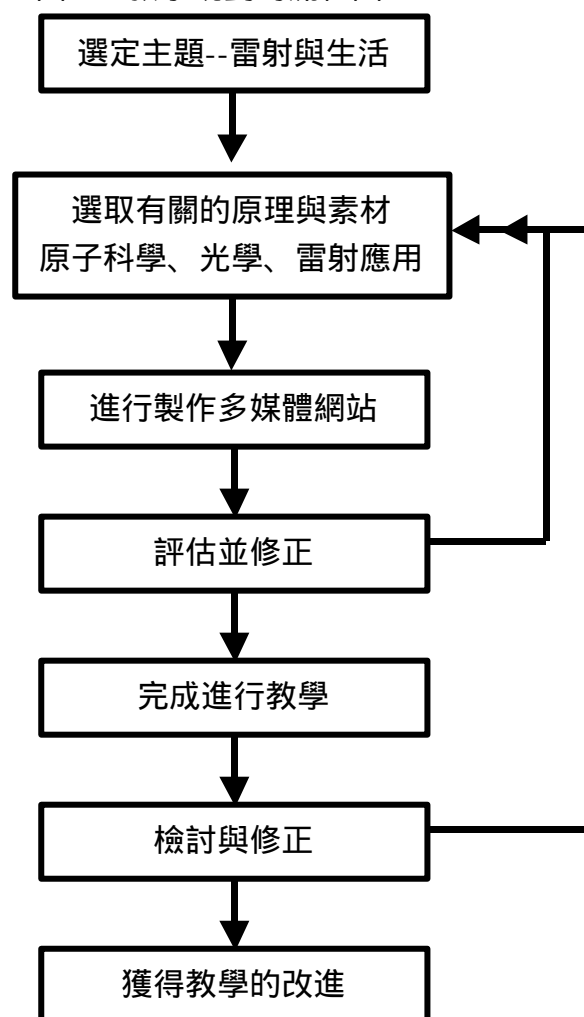 選定主題--雷射與生活
選取有關的原理與素材
原子科學、光學、雷射應用
進行製作多媒體網站
評估並修正
完成進行教學
檢討與修正
獲得教學的改進